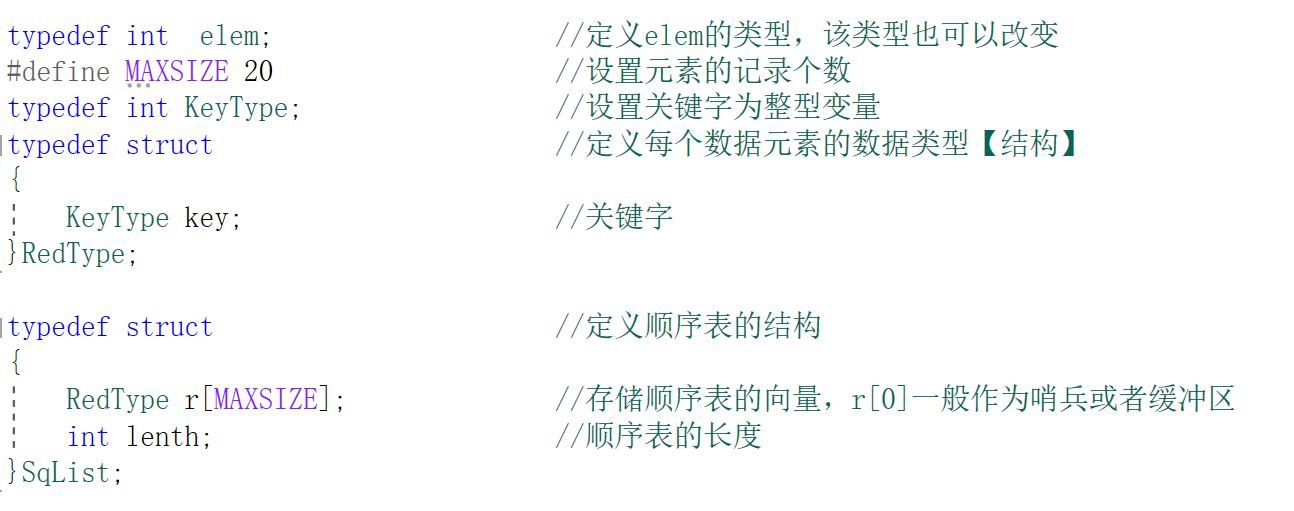 typedef int  elem;                    //定义elem的类型，该类型也可以改变
#define MAXSIZE 20                    //设置元素的记录个数
typedef int KeyType;                  //设置关键字为整型变量
typedef struct                        //定义每个数据元素的数据类型【结构】
{
    KeyType key;                      //关键字
}RedType;

typedef struct                        //定义顺序表的结构
{
    RedType r[MAXSIZE];               //存储顺序表的向量，r[0]一般作为哨兵或者缓冲区
    int lenth;                        //顺序表的长度
}SqList;